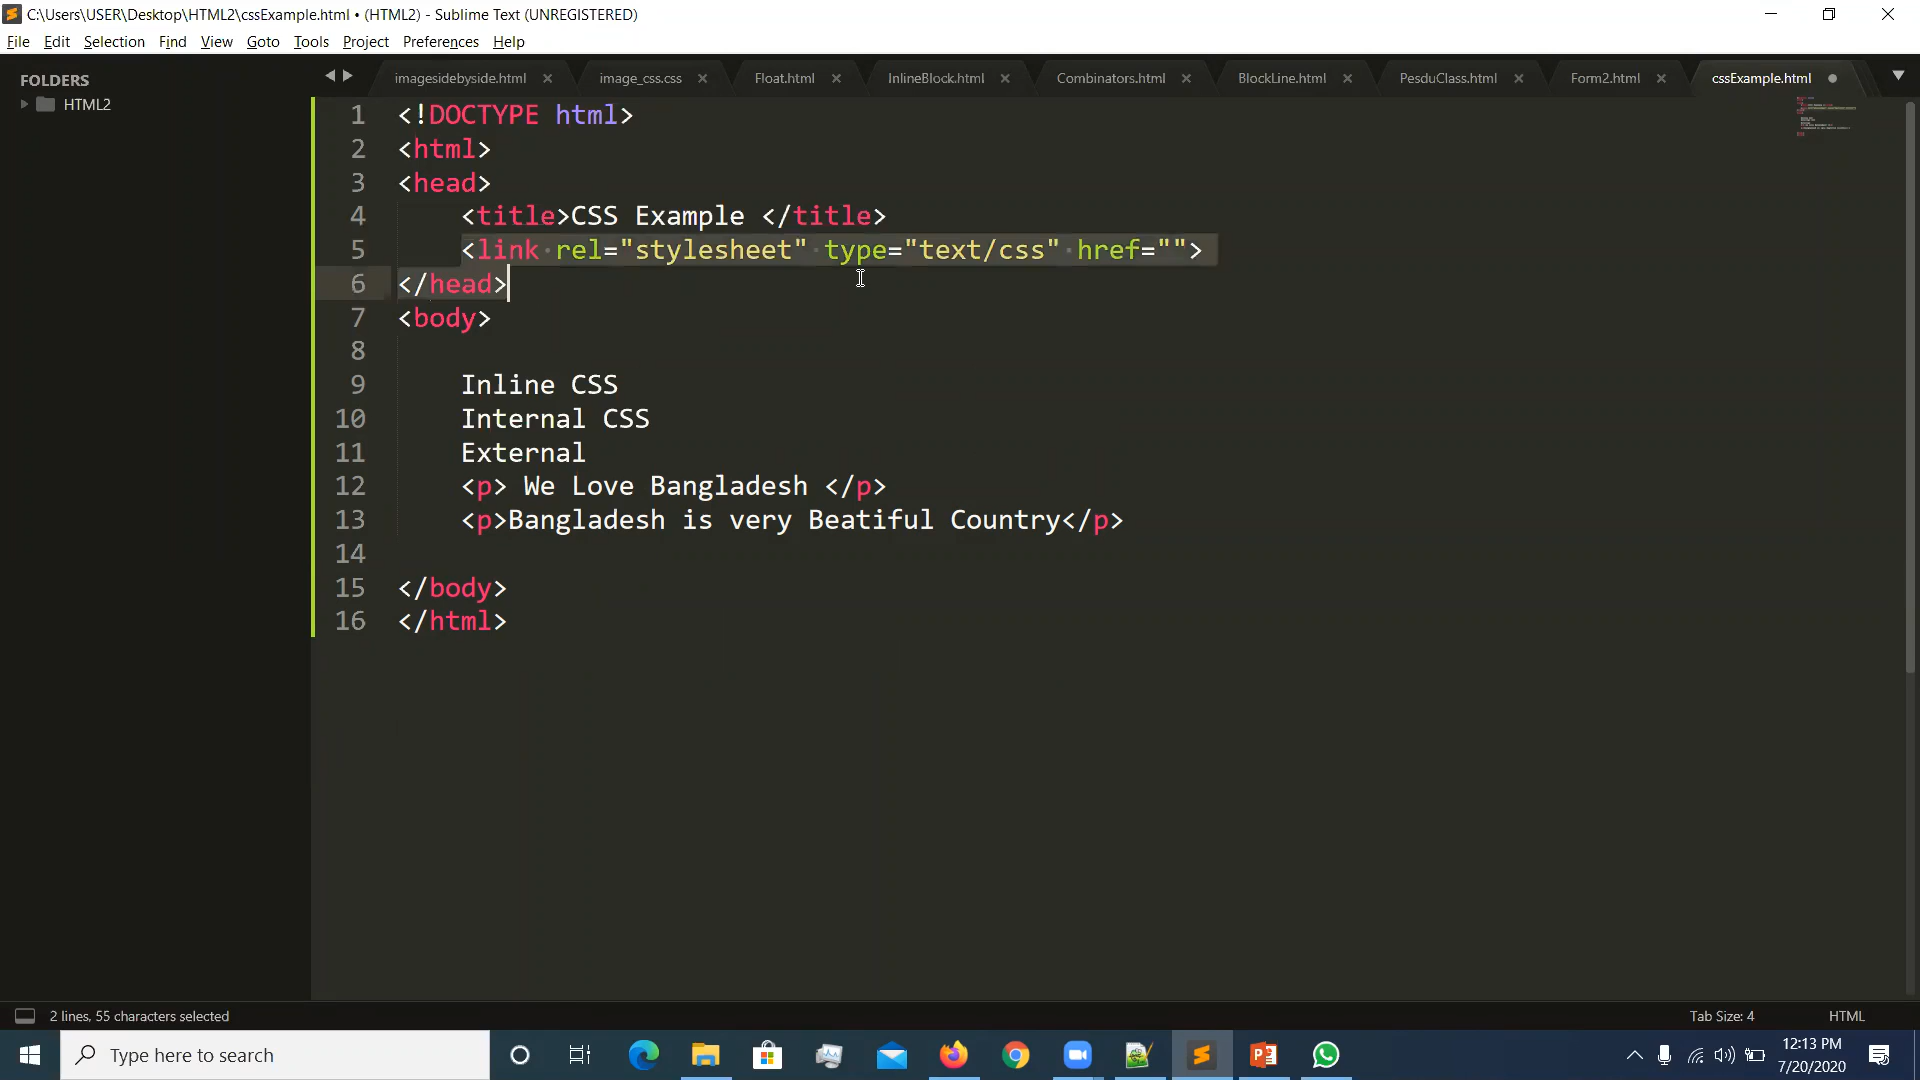 C:\Users\USER\Desktop\HTML2\cssExample.html • (HTML2) - Sublime Text (UNREGISTERED)
File Edit Selection Find View Goto Tools Project Preferences Help
FOLDERS
HTML2
imagesidebyside.html × image_css.css × Float.html × InlineBlock.html × Combinators.html × BlockLine.html × PesduClass.html × Form2.html × cssExample.html
1 <!DOCTYPE html>
2 <html>
3 <head>
4 <title>CSS Example </title>
5 <link rel="stylesheet" type="text/css" href="">
6 </head>
7 <body>
8
9 Inline CSS
10 Internal CSS
11 External
12 <p> We Love Bangladesh </p>
13 <p>Bangladesh is very Beatiful Country</p>
14
15 </body>
16 </html>
2 lines, 55 characters selected
Tab Size: 4 HTML
Type here to search
12:13 PM
7/20/2020